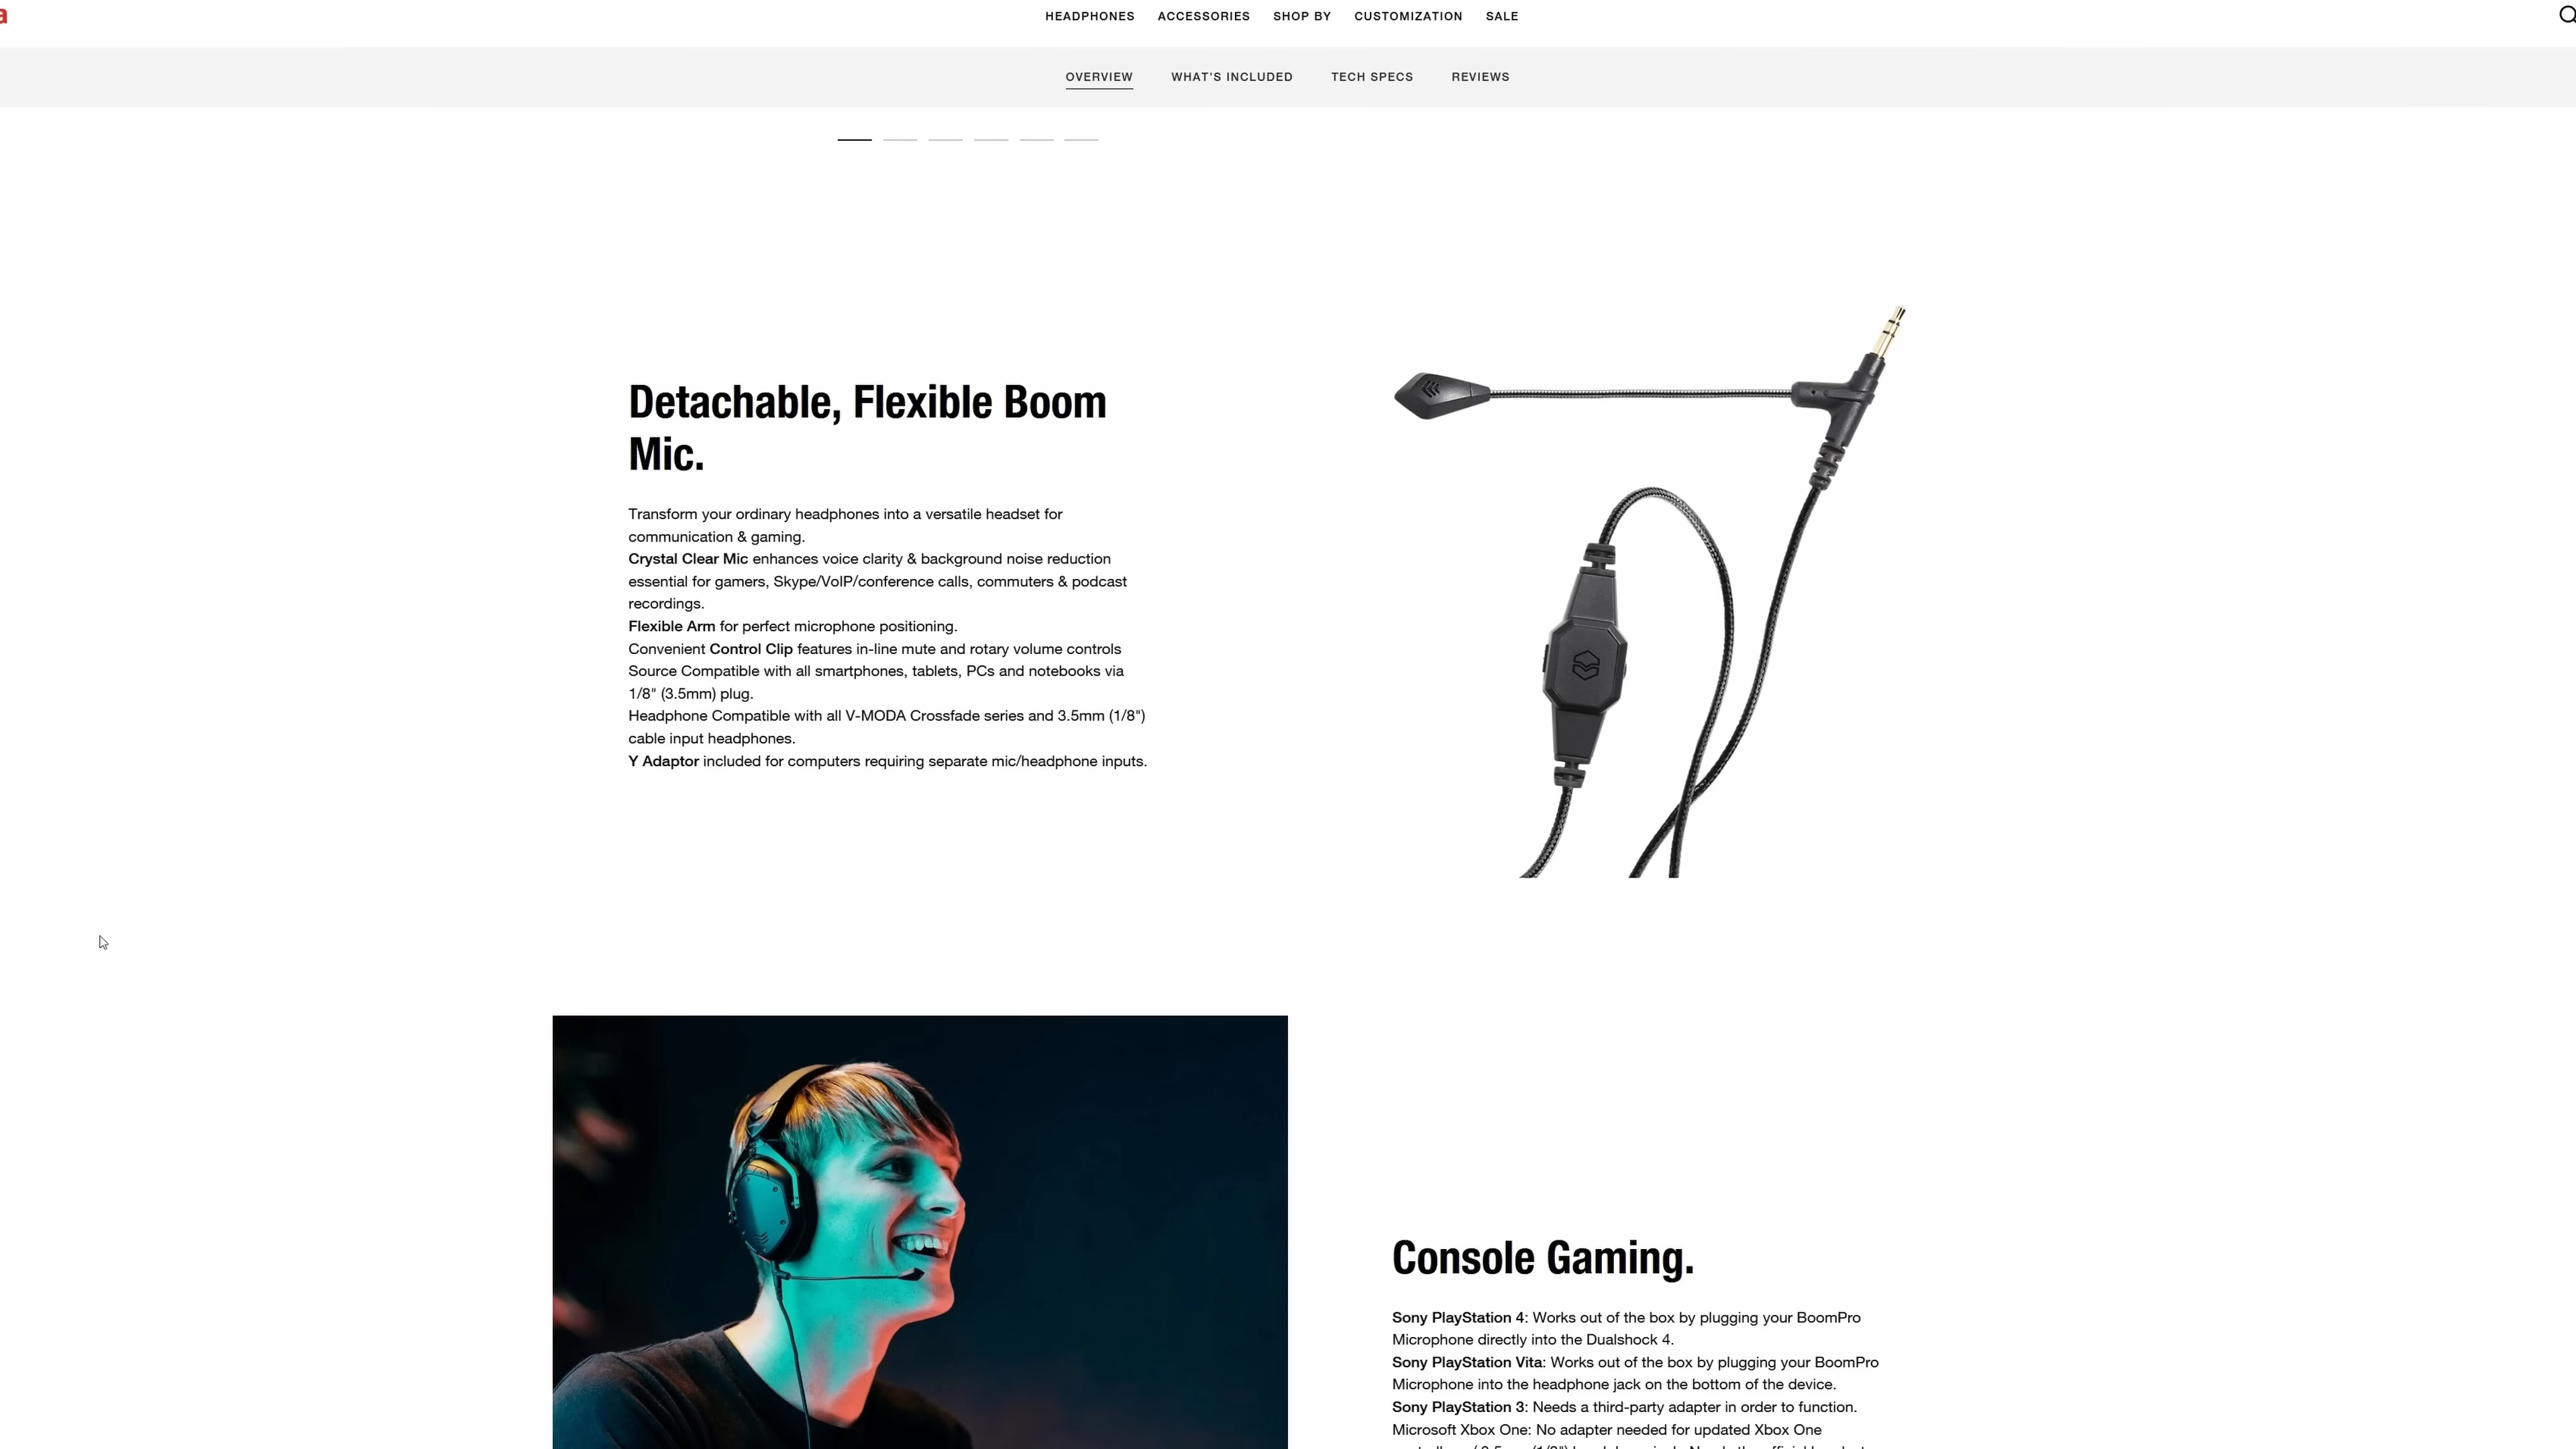 a
HEADPHONES ACCESSORIES SHOP BY CUSTOMIZATION SALE
OVERVIEW WHAT'S INCLUDED TECH SPECS REVIEWS
Detachable, Flexible Boom
Mic.
Transform your ordinary headphones into a versatile headset for
communication & gaming.
Crystal Clear Mic enhances voice clarity & background noise reduction
essential for gamers, Skype/VoIP/conference calls, commuters & podcast
recordings.
Flexible Arm for perfect microphone positioning.
Convenient Control Clip features in-line mute and rotary volume controls
Source Compatible with all smartphones, tablets, PCs and notebooks via
1/8" (3.5mm) plug.
Headphone Compatible with all V-MODA Crossfade series and 3.5mm (1/8")
cable input headphones.
Y Adaptor included for computers requiring separate mic/headphone inputs.
Console Gaming.
Sony PlayStation 4: Works out of the box by plugging your BoomPro
Microphone directly into the Dualshock 4.
Sony PlayStation Vita: Works out of the box by plugging your BoomPro
Microphone into the headphone jack on the bottom of the device.
Sony PlayStation 3: Needs a third-party adapter in order to function.
Microsoft Xbox One: No adapter needed for updated Xbox One